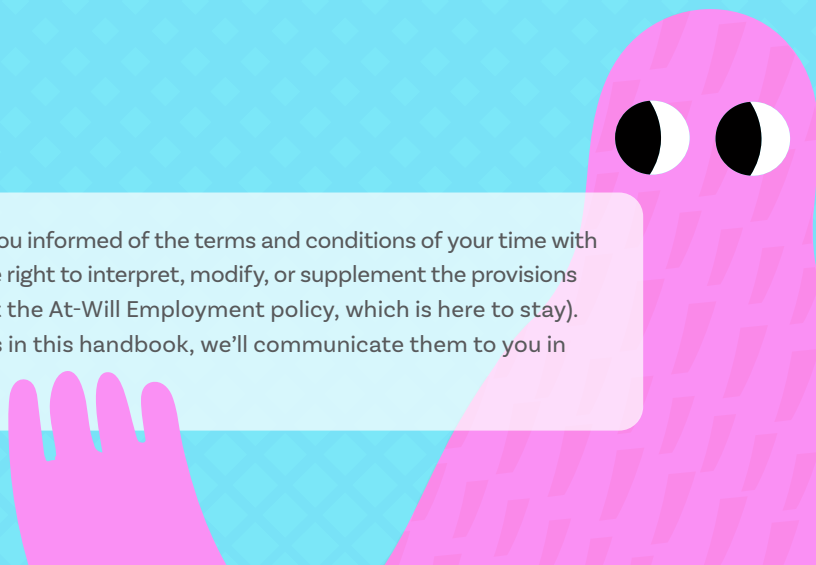 ou informed of the terms and conditions of your time with
right to interpret, modify, or supplement the provisions
the At-Will Employment policy, which is here to stay).
in this handbook, we’ll communicate them to you in